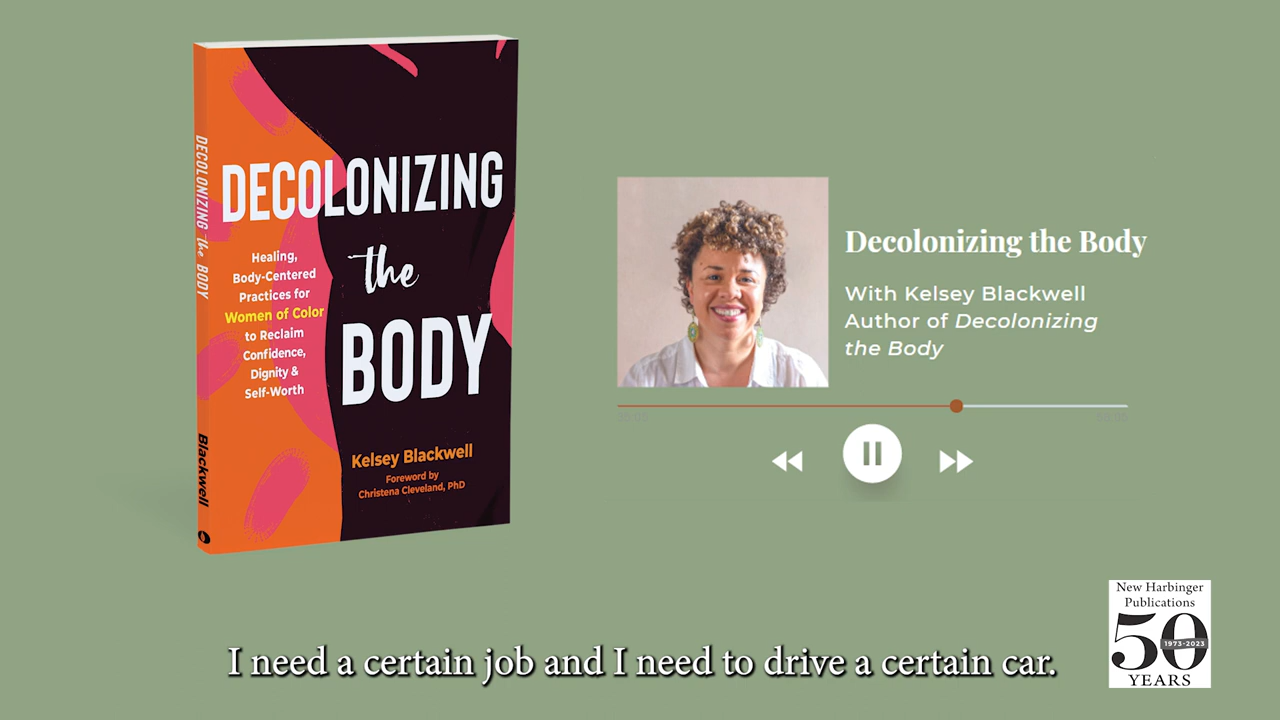 DECOLONIZING
the
BODY
Healing,
Body-Centered
Practices for
Women of Color
to Reclaim
Confidence,
Dignity &
Self-Worth
Kelsey Blackwell
Foreword by
Christena Cleveland, PhD
DECOLONIZING the BODY
Blackwell
Decolonizing the Body
With Kelsey Blackwell
Author of Decolonizing
the Body
I need a certain job and I need to drive a certain car.
New Harbinger
Publications
50
1973-2023
YEARS